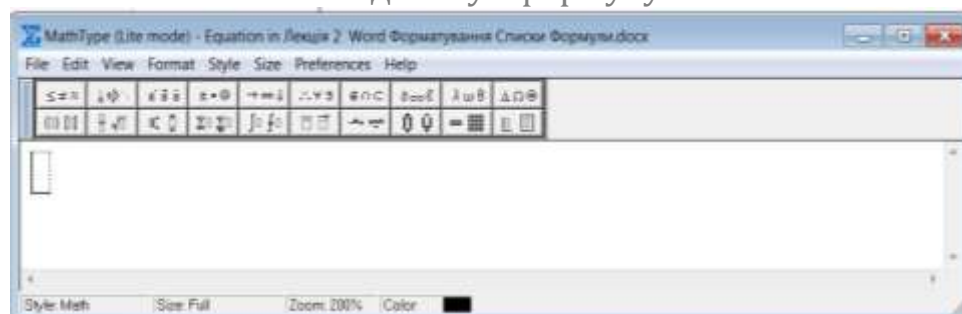 MathType (Lite mode) - Equation in Лекція 2 Word Форматування Списки Формули.docx
File Edit View Format Style Size Preferences Help
Style: Math Size: Full Zoom: 200% Color